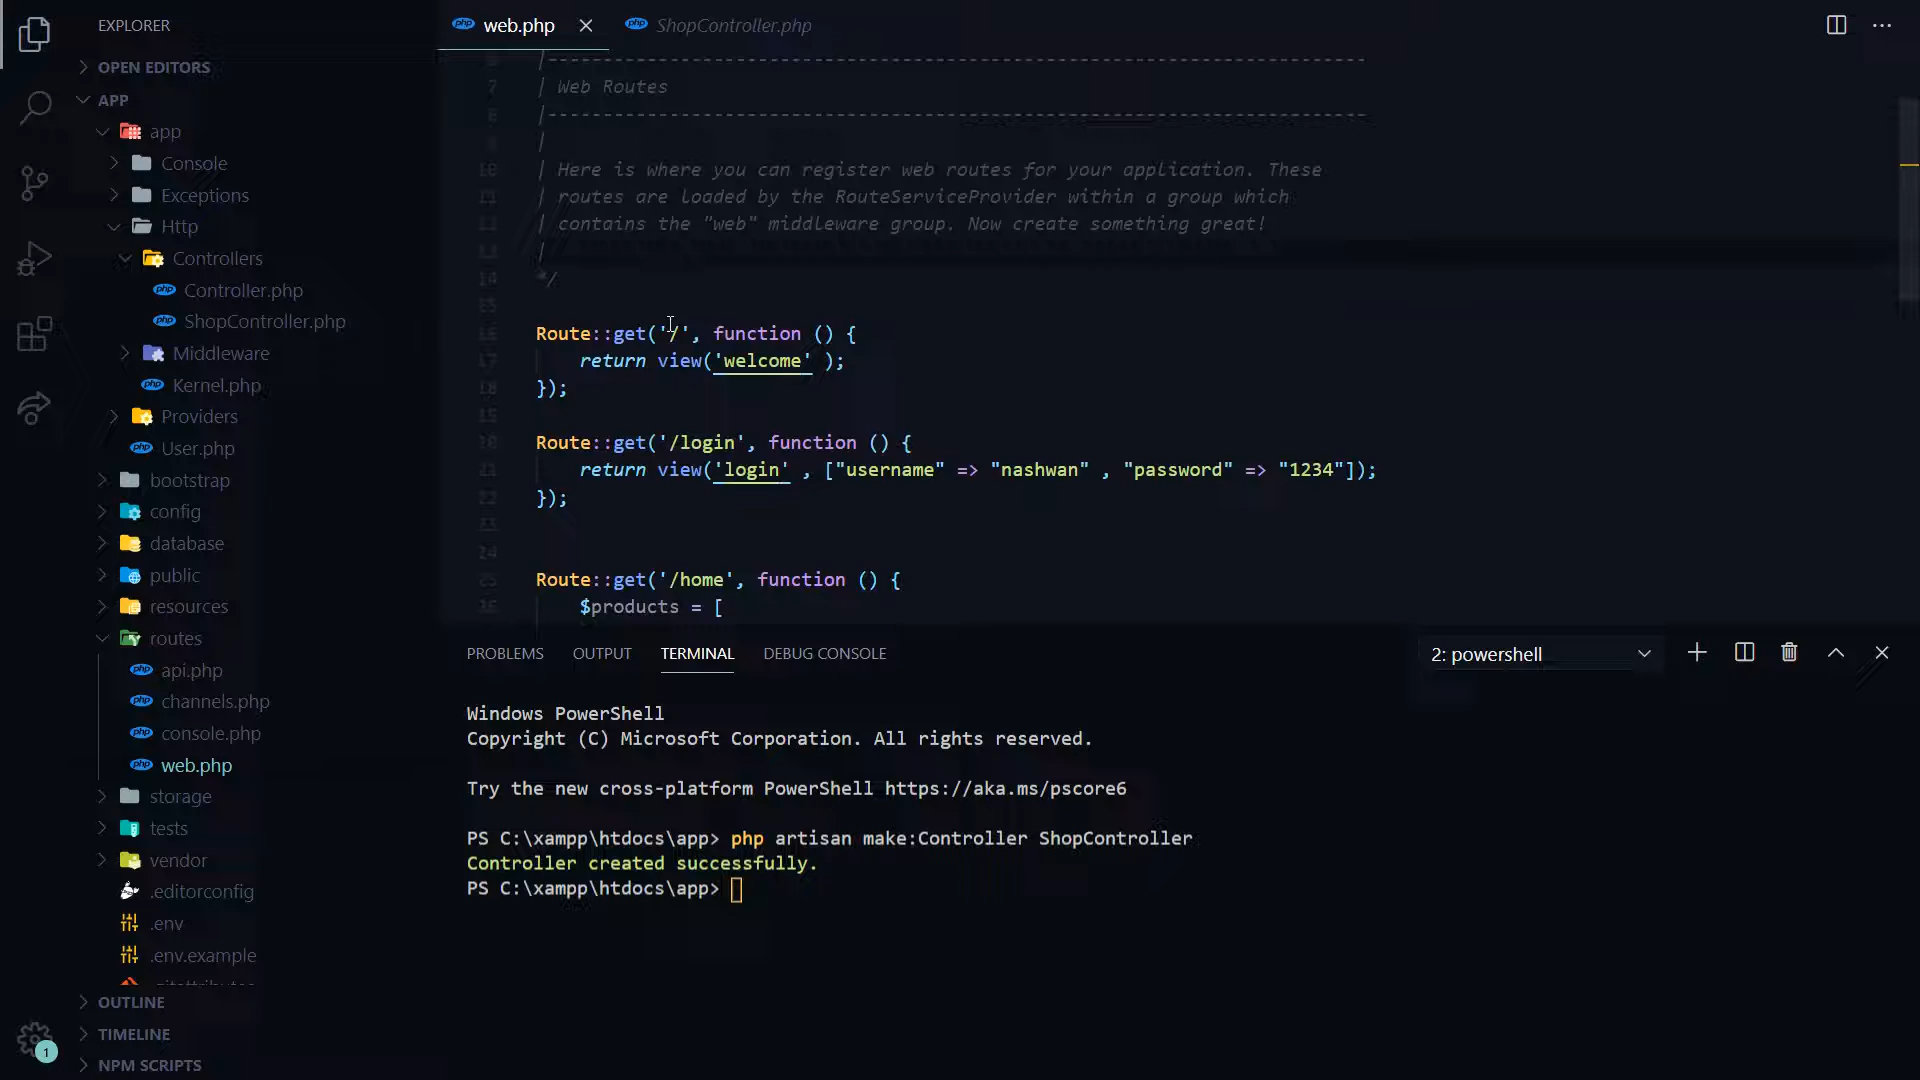 EXPLORER
OPEN EDITORS
APP
app
Console
Exceptions
Http
Controllers
Controller.php
ShopController.php
Middleware
Kernel.php
Providers
User.php
bootstrap
config
database
public
resources
routes
api.php
channels.php
console.php
web.php
storage
tests
vendor
.editorconfig
.env
.env.example
OUTLINE
TIMELINE
NPM SCRIPTS
1
web.php
ShopController.php
|--------------------------------------------------------------------------
7 | Web Routes
8 |--------------------------------------------------------------------------
|
10 | Here is where you can register web routes for your application. These
11 | routes are loaded by the RouteServiceProvider within a group which
| contains the "web" middleware group. Now create something great!
|
14 */
Route::get('/', function () {
return view('welcome' );
});
Route::get('/login', function () {
return view('login' , ["username" => "nashwan" , "password" => "1234"]);
});
24
Route::get('/home', function () {
$products = [
PROBLEMS OUTPUT TERMINAL DEBUG CONSOLE
2: powershell
Windows PowerShell
Copyright (C) Microsoft Corporation. All rights reserved.
Try the new cross-platform PowerShell https://aka.ms/pscore6
PS C:\xampp\htdocs\app> php artisan make:Controller ShopController
Controller created successfully.
PS C:\xampp\htdocs\app>